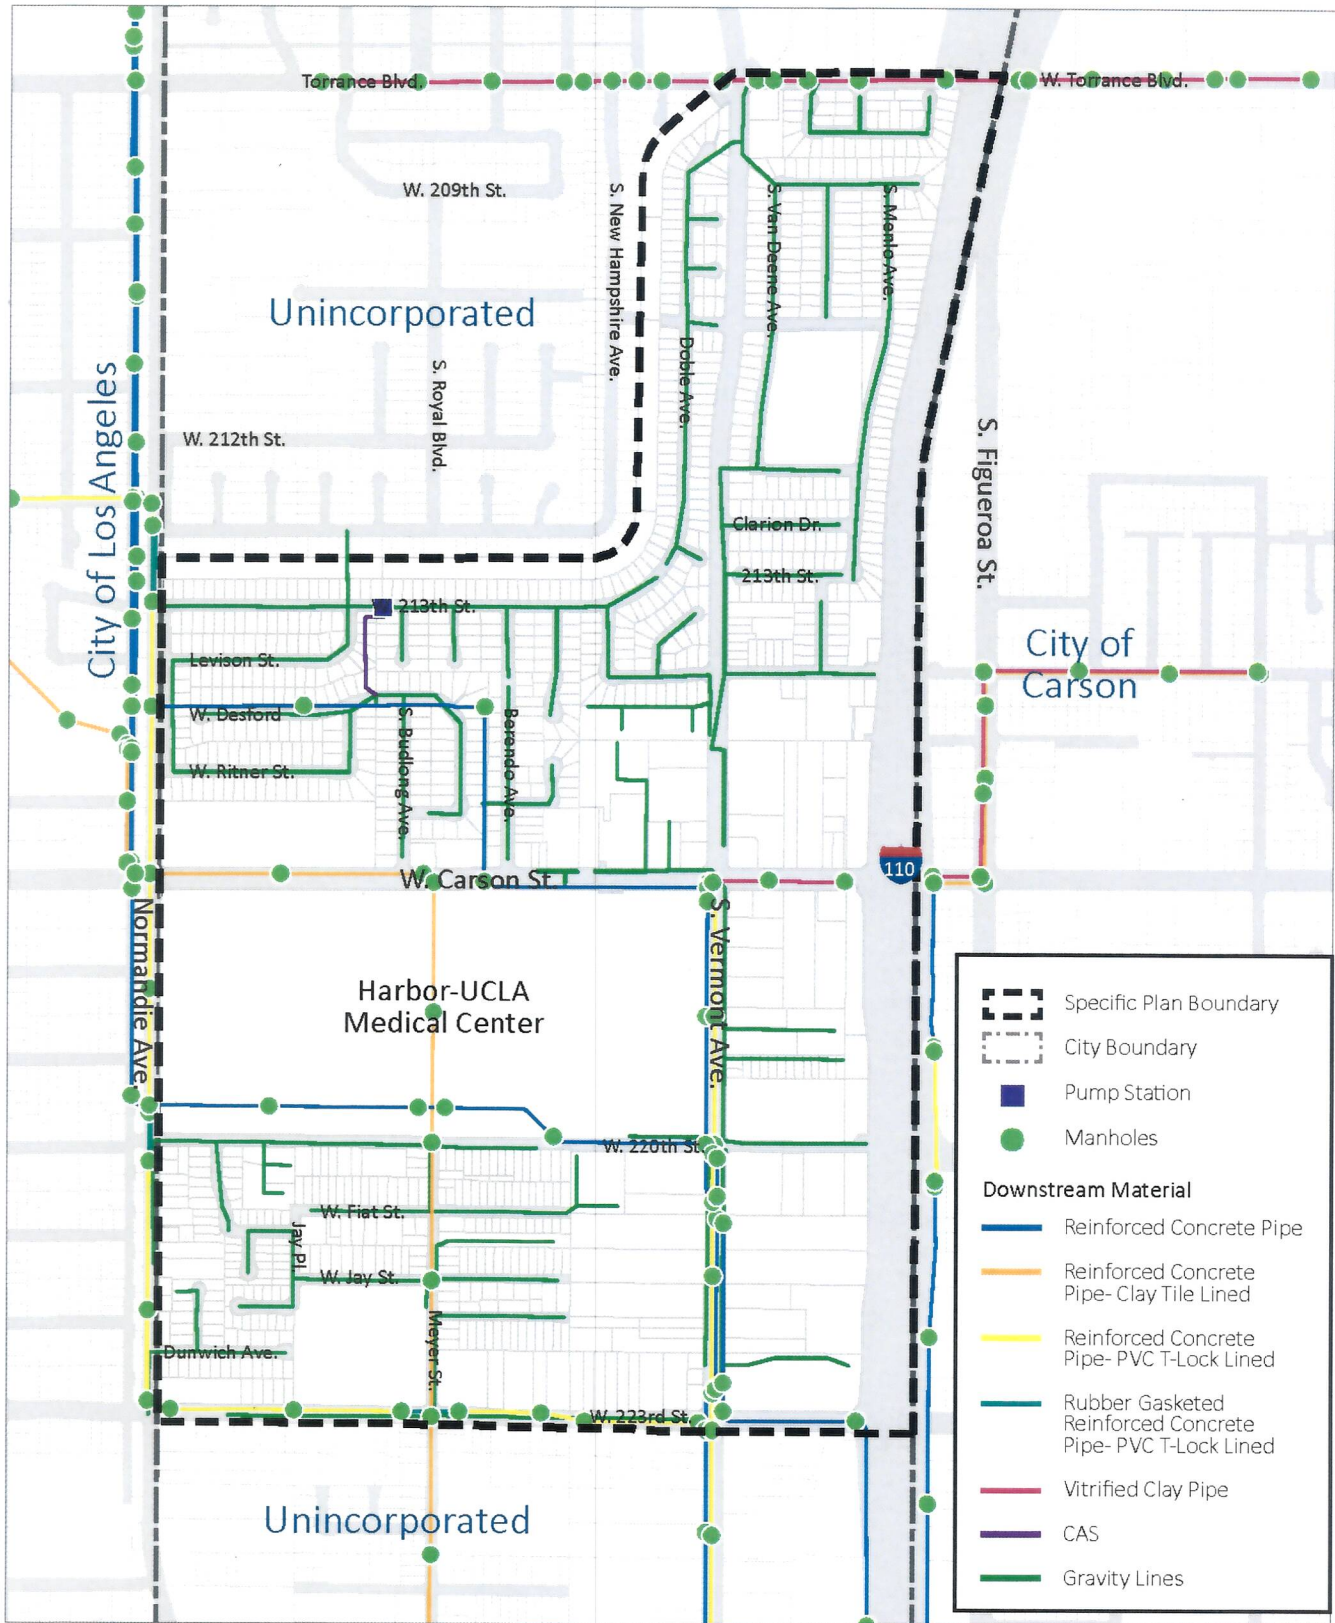 Torrance Blvd.
W. Torrance Blvd.
W. 209th St.
S. New Hampshire Ave.
S. Van Deene Ave.
S. Menlo Ave.
Unincorporated
Doble Ave.
S. Royal Blvd.
City of Los Angeles
W. 212th St.
S. Figueroa St.
Clarion Dr.
213th St.
213th St.
City of
Carson
Levison St.
W. Desford
S. Budlong Ave.
Berendo Ave.
W. Ritner St.
110
W. Carson St.
Normandie Ave.
S. Vermont Ave.
Harbor-UCLA
Medical Center
W. 220th St.
W. Fiat St.
Jay Pl.
W. Jay St.
Meyer St.
Dunwich Ave.
W. 223rd St.
Unincorporated
Specific Plan Boundary
City Boundary
Pump Station
Manholes
Downstream Material
Reinforced Concrete Pipe
Reinforced Concrete
Pipe- Clay Tile Lined
Reinforced Concrete
Pipe- PVC T-Lock Lined
Rubber Gasketed
Reinforced Concrete
Pipe- PVC T-Lock Lined
Vitrified Clay Pipe
CAS
Gravity Lines